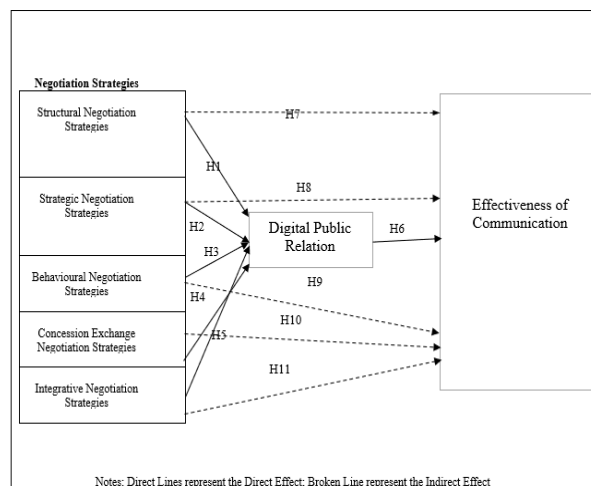 Negotiation Strategies
Structural Negotiation
Strategies
H7
H1
Strategic Negotiation
Strategies
H8
H2
Digital Public
Relation
H6
Effectiveness of
Communication
H3
Behavioural Negotiation
Strategies
H9
H4
Concession Exchange
Negotiation Strategies
H10
H5
Integrative Negotiation
Strategies
H11
Notes: Direct Lines represent the Direct Effect; Broken Line represent the Indirect Effect